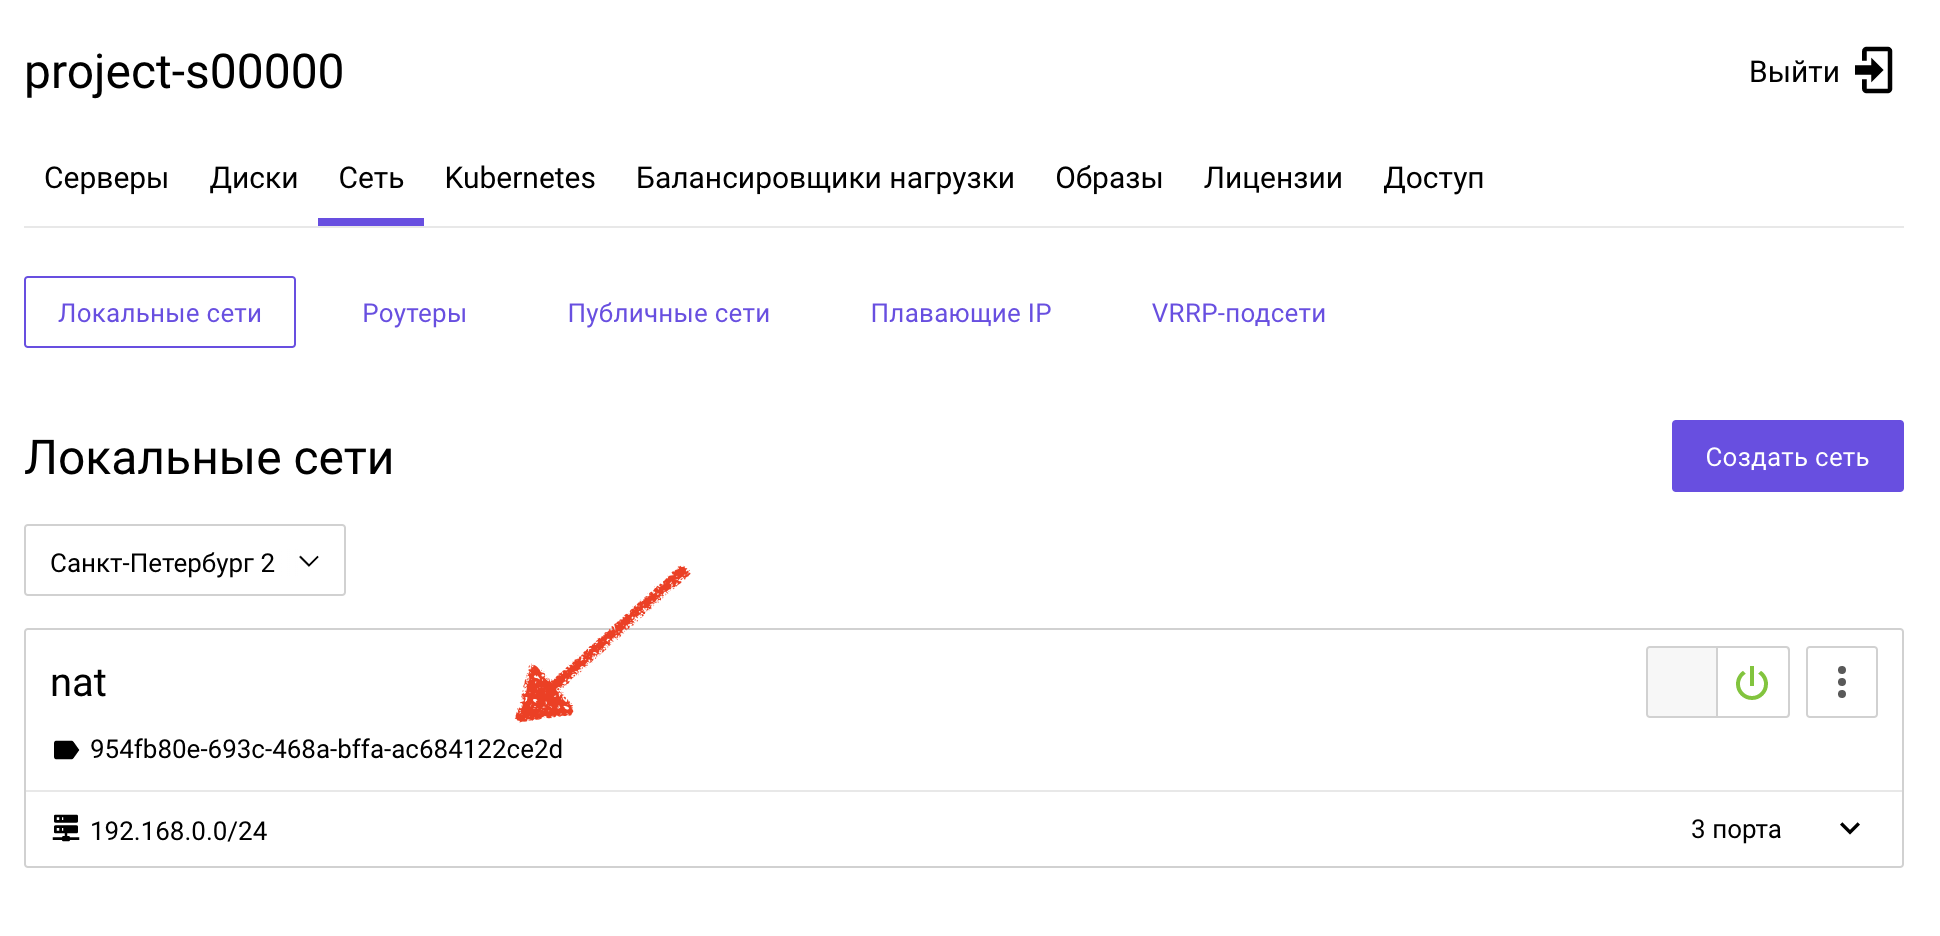 project-s00000
Выйти
Серверы Диски Сеть Kubernetes Балансировщики нагрузки Образы Лицензии Доступ
Локальные сети Роутеры Публичные сети Плавающие IP VRRP-подсети
Локальные сети
Создать сеть
Санкт-Петербург 2
nat
954fb80e-693c-468a-bffa-ac684122ce2d
192.168.0.0/24
3 порта